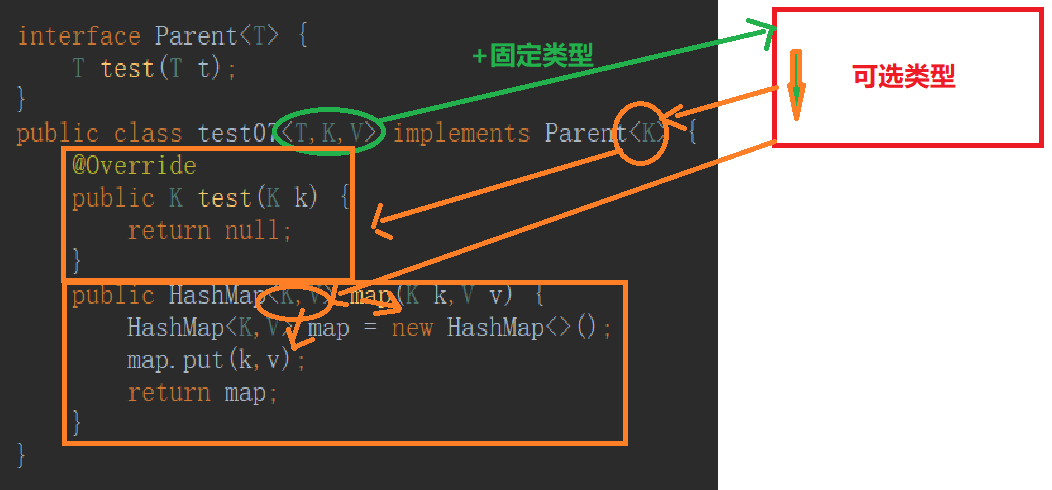 interface Parent<T> {
    T test(T t);
}
+固定类型
可选类型
public class test07<T,K,V> implements Parent<K> {
    @Override
    public K test(K k) {
        return null;
    }
    public HashMap<K,V> map(K k,V v) {
        HashMap<K,V> map = new HashMap<>();
        map.put(k,v);
        return map;
    }
}